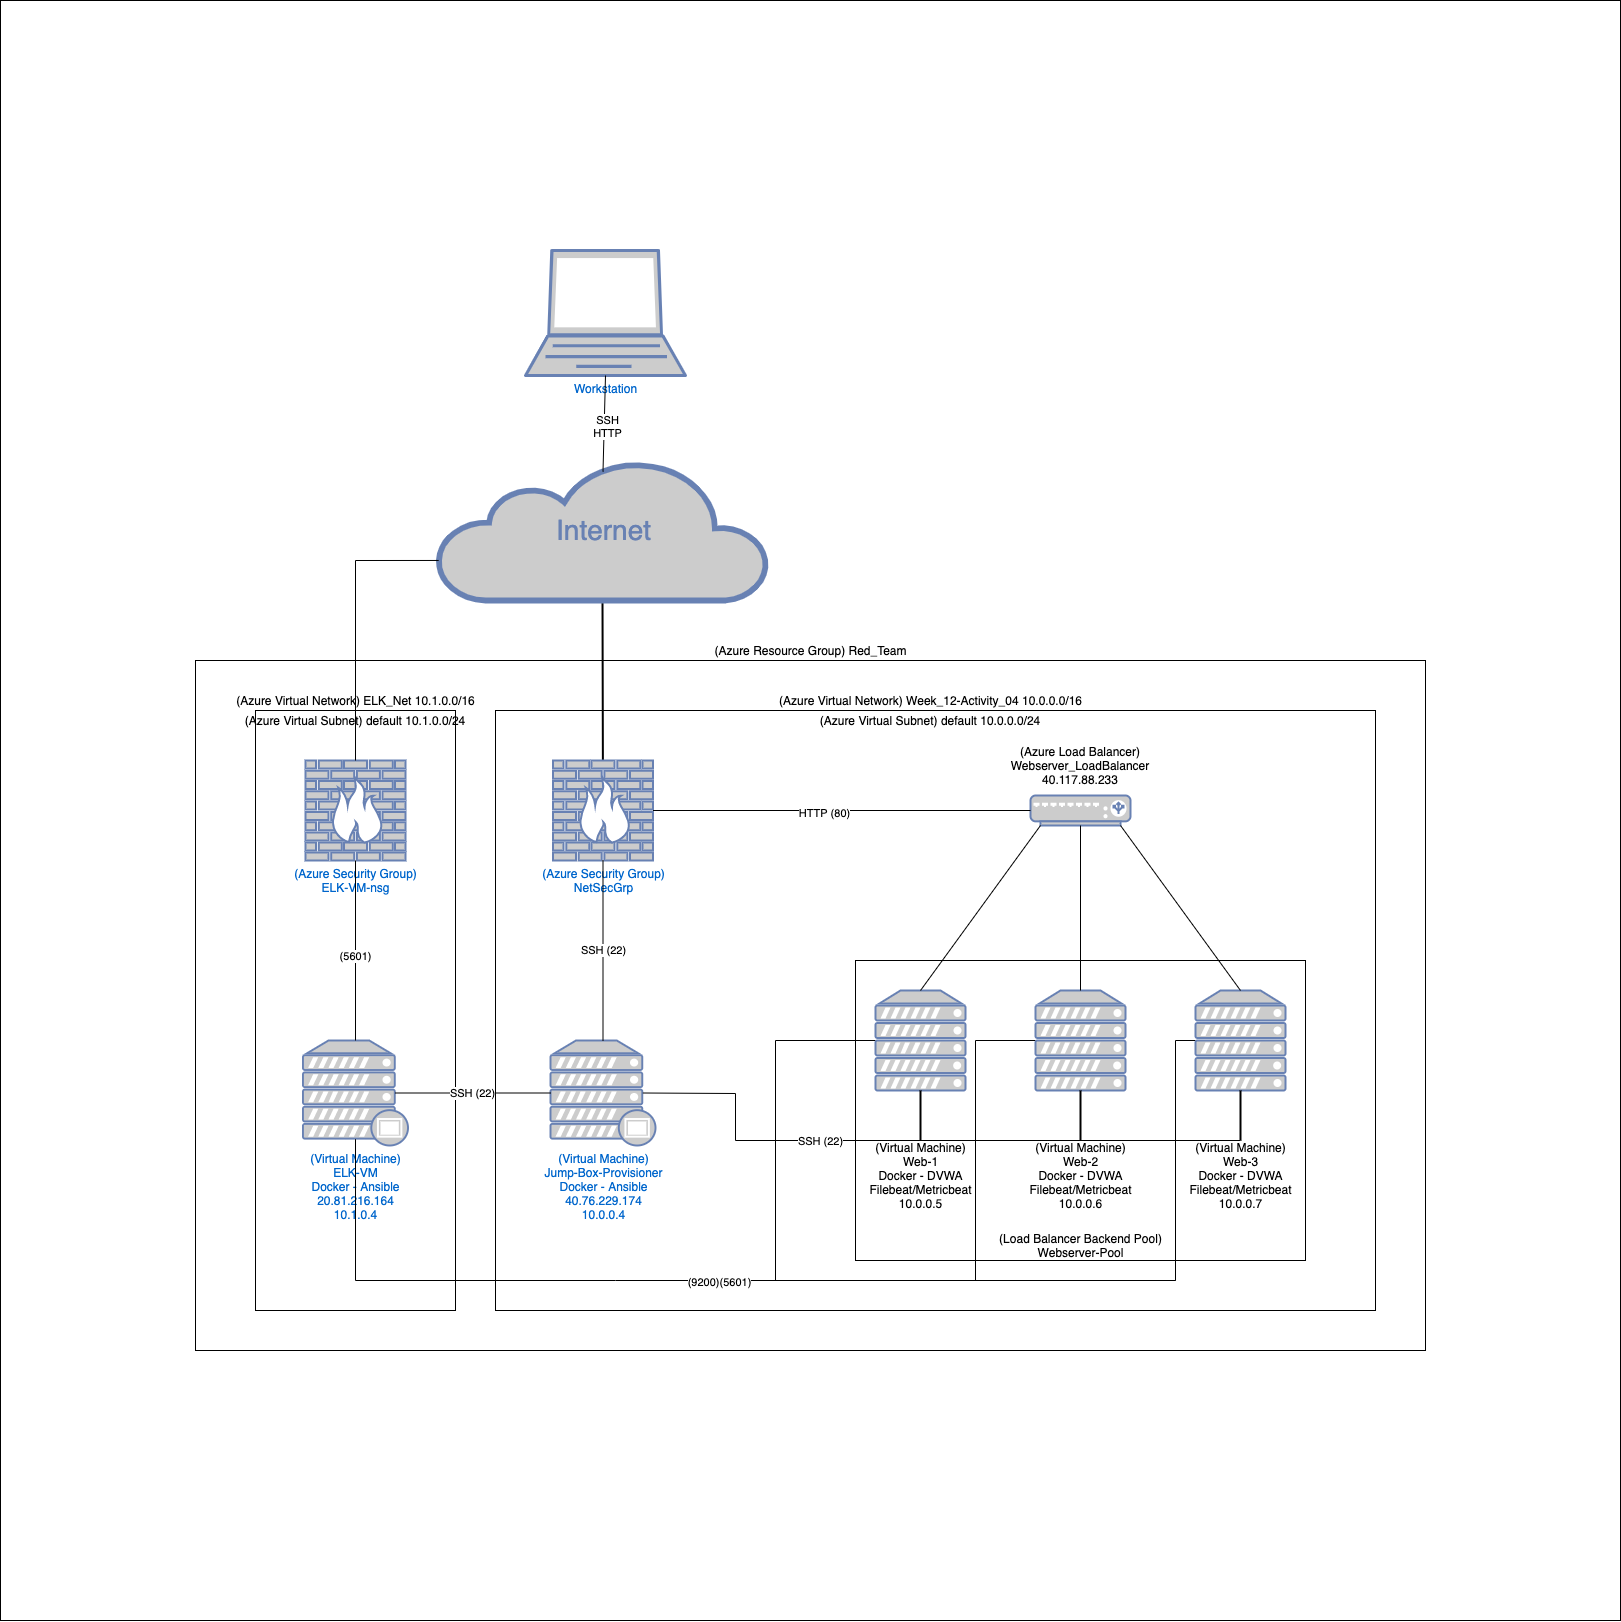 Workstation
SSH
HTTP
Internet
(Azure Resource Group) Red_Team
(Azure Virtual Network) ELK_Net 10.1.0.0/16
(Azure Virtual Subnet) default 10.1.0.0/24
(Azure Virtual Network) Week_12-Activity_04 10.0.0.0/16
(Azure Virtual Subnet) default 10.0.0.0/24
(Azure Load Balancer)
Webserver_LoadBalancer
40.117.88.233
HTTP (80)
(Azure Security Group)
ELK-VM-nsg
(Azure Security Group)
NetSecGrp
(5601)
SSH (22)
SSH (22)
SSH (22)
(Virtual Machine)
ELK-VM
Docker - Ansible
20.81.216.164
10.1.0.4
(Virtual Machine)
Jump-Box-Provisioner
Docker - Ansible
40.76.229.174
10.0.0.4
(Virtual Machine)
Web-1
Docker - DVWA
Filebeat/Metricbeat
10.0.0.5
(Virtual Machine)
Web-2
Docker - DVWA
Filebeat/Metricbeat
10.0.0.6
(Virtual Machine)
Web-3
Docker - DVWA
Filebeat/Metricbeat
10.0.0.7
(Load Balancer Backend Pool)
Webserver-Pool
(9200)(5601)